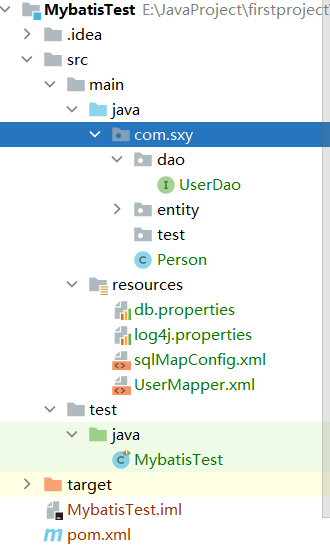 MybatisTest E:\JavaProject\firstproject\
.idea
src
main
java
com.sxy
dao
I UserDao
entity
test
C Person
resources
db.properties
log4j.properties
sqlMapConfig.xml
UserMapper.xml
test
java
C MybatisTest
target
MybatisTest.iml
m pom.xml